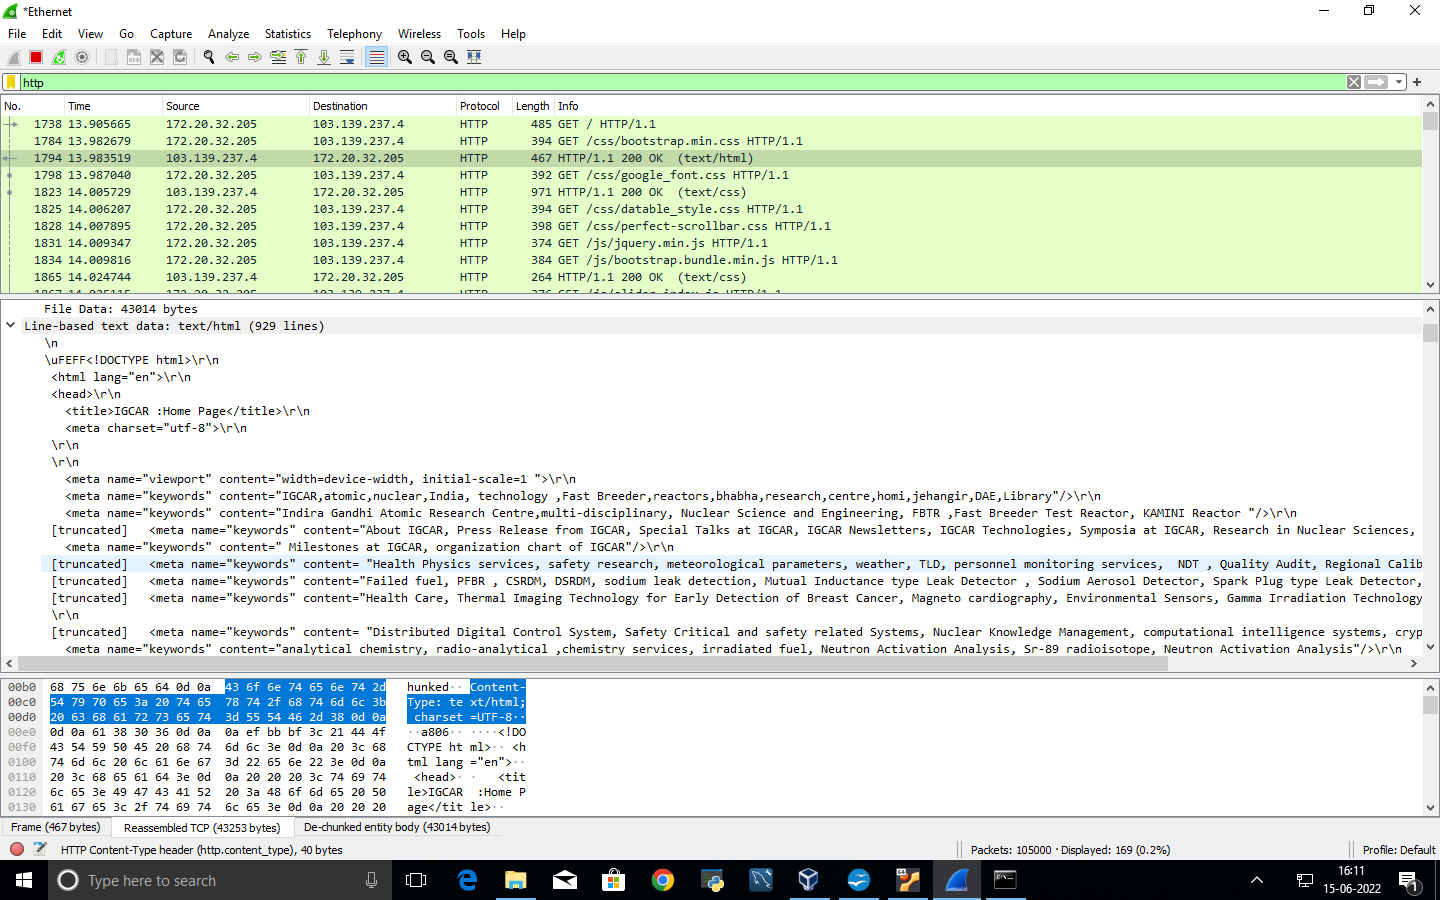 *Ethernet
File Edit View Go Capture Analyze Statistics Telephony Wireless Tools Help
http
No. Time Source Destination Protocol Length Info
1738 13.905665 172.20.32.205 103.139.237.4 HTTP 485 GET / HTTP/1.1
1784 13.982679 172.20.32.205 103.139.237.4 HTTP 394 GET /css/bootstrap.min.css HTTP/1.1
1794 13.983519 103.139.237.4 172.20.32.205 HTTP 467 HTTP/1.1 200 OK (text/html)
1798 13.987040 172.20.32.205 103.139.237.4 HTTP 392 GET /css/google_font.css HTTP/1.1
1823 14.005729 103.139.237.4 172.20.32.205 HTTP 971 HTTP/1.1 200 OK (text/css)
1825 14.006207 172.20.32.205 103.139.237.4 HTTP 394 GET /css/datable_style.css HTTP/1.1
1828 14.007895 172.20.32.205 103.139.237.4 HTTP 398 GET /css/perfect-scrollbar.css HTTP/1.1
1831 14.009347 172.20.32.205 103.139.237.4 HTTP 374 GET /js/jquery.min.js HTTP/1.1
1834 14.009816 172.20.32.205 103.139.237.4 HTTP 384 GET /js/bootstrap.bundle.min.js HTTP/1.1
1865 14.024744 103.139.237.4 172.20.32.205 HTTP 264 HTTP/1.1 200 OK (text/css)
File Data: 43014 bytes
Line-based text data: text/html (929 lines)
\n
\uFEFF<!DOCTYPE html>\r\n
<html lang="en">\r\n
<head>\r\n
<title>IGCAR :Home Page</title>\r\n
<meta charset="utf-8">\r\n
\r\n
\r\n
<meta name="viewport" content="width=device-width, initial-scale=1 ">\r\n
<meta name="keywords" content="IGCAR,atomic,nuclear,India, technology ,Fast Breeder,reactors,bhabha,research,centre,homi,jehangir,DAE,Library"/>\r\n
<meta name="keywords" content="Indira Gandhi Atomic Research Centre,multi-disciplinary, Nuclear Science and Engineering, FBTR ,Fast Breeder Test Reactor, KAMINI Reactor "/>\r\n
[truncated] <meta name="keywords" content="About IGCAR, Press Release from IGCAR, Special Talks at IGCAR, IGCAR Newsletters, IGCAR Technologies, Symposia at IGCAR, Research in Nuclear Sciences,
<meta name="keywords" content=" Milestones at IGCAR, organization chart of IGCAR"/>\r\n
[truncated] <meta name="keywords" content= "Health Physics services, safety research, meteorological parameters, weather, TLD, personnel monitoring services, NDT , Quality Audit, Regional Calib
[truncated] <meta name="keywords" content="Failed fuel, PFBR , CSRDM, DSRDM, sodium leak detection, Mutual Inductance type Leak Detector , Sodium Aerosol Detector, Spark Plug type Leak Detector,
[truncated] <meta name="keywords" content="Health Care, Thermal Imaging Technology for Early Detection of Breast Cancer, Magneto cardiography, Environmental Sensors, Gamma Irradiation Technology
\r\n
[truncated] <meta name="keywords" content= "Distributed Digital Control System, Safety Critical and safety related Systems, Nuclear Knowledge Management, computational intelligence systems, cryp
<meta name="keywords" content="analytical chemistry, radio-analytical ,chemistry services, irradiated fuel, Neutron Activation Analysis, Sr-89 radioisotope, Neutron Activation Analysis"/>\r\n
00b0 68 75 6e 6b 65 64 0d 0a 43 6f 6e 74 65 6e 74 2d hunked·· Content-
00c0 54 79 70 65 3a 20 74 65 78 74 2f 68 74 6d 6c 3b Type: te xt/html;
00d0 20 63 68 61 72 73 65 74 3d 55 54 46 2d 38 0d 0a charset =UTF-8··
00e0 0d 0a 61 38 30 36 0d 0a 0a ef bb bf 3c 21 44 4f ··a806·· ····<!DO
00f0 43 54 59 50 45 20 68 74 6d 6c 3e 0d 0a 20 3c 68 CTYPE ht ml>·· <h
0100 74 6d 6c 20 6c 61 6e 67 3d 22 65 6e 22 3e 0d 0a tml lang ="en">··
0110 20 3c 68 65 61 64 3e 0d 0a 20 20 20 3c 74 69 74 <head>· · <tit
0120 6c 65 3e 49 47 43 41 52 20 3a 48 6f 6d 65 20 50 le>IGCAR :Home P
0130 61 67 65 3c 2f 74 69 74 6c 65 3e 0d 0a 20 20 20 age</tit le>··
Frame (467 bytes) Reassembled TCP (43253 bytes) De-chunked entity body (43014 bytes)
HTTP Content-Type header (http.content_type), 40 bytes Packets: 105000 · Displayed: 169 (0.2%) Profile: Default
Type here to search
16:11
15-06-2022
1